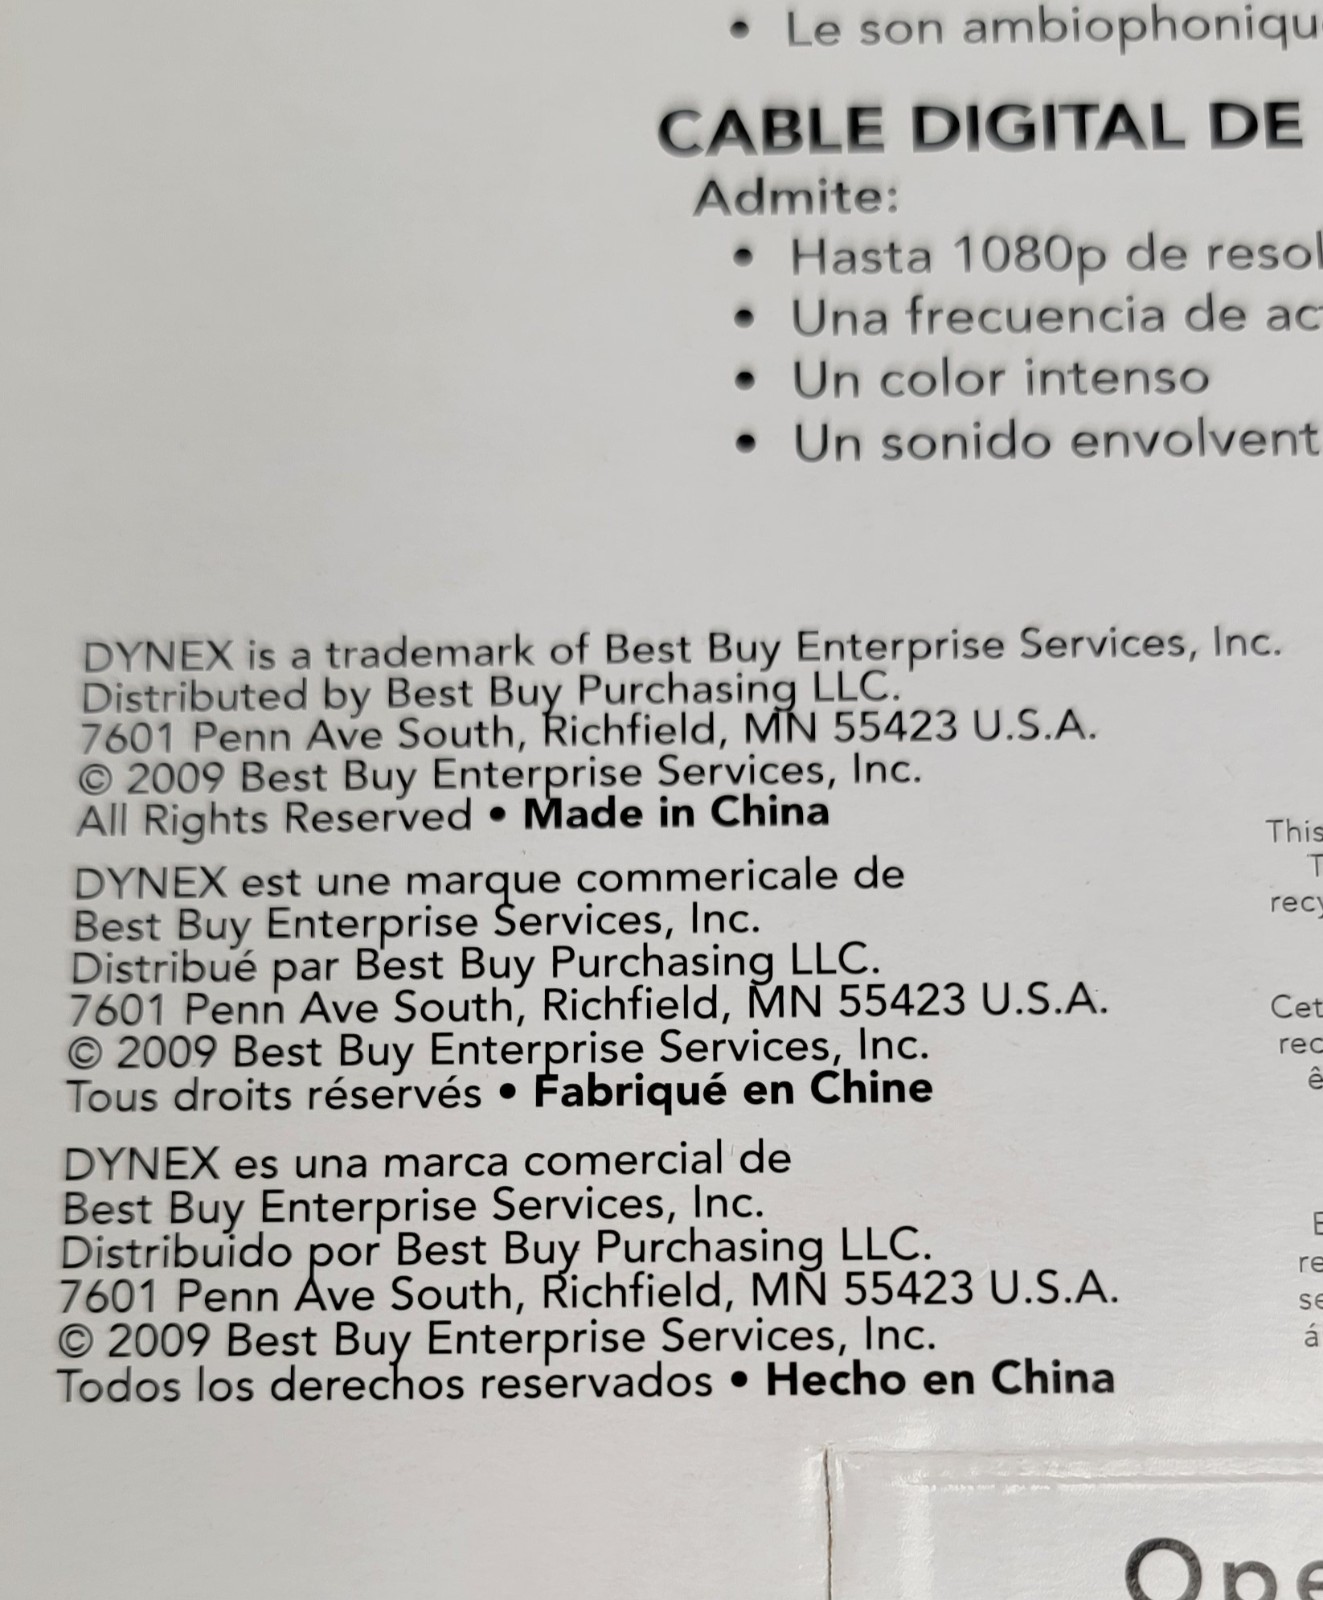 • Le son ambiophonique
CABLE DIGITAL DE
Admite:
• Hasta 1080p de resol
• Una frecuencia de act
• Un color intenso
• Un sonido envolvent
DYNEX is a trademark of Best Buy Enterprise Services, Inc.
Distributed by Best Buy Purchasing LLC.
7601 Penn Ave South, Richfield, MN 55423 U.S.A.
© 2009 Best Buy Enterprise Services, Inc.
All Rights Reserved • Made in China
DYNEX est une marque commericale de
Best Buy Enterprise Services, Inc.
Distribué par Best Buy Purchasing LLC.
7601 Penn Ave South, Richfield, MN 55423 U.S.A.
© 2009 Best Buy Enterprise Services, Inc.
Tous droits réservés • Fabriqué en Chine
DYNEX es una marca comercial de
Best Buy Enterprise Services, Inc.
Distribuido por Best Buy Purchasing LLC.
7601 Penn Ave South, Richfield, MN 55423 U.S.A.
© 2009 Best Buy Enterprise Services, Inc.
Todos los derechos reservados • Hecho en China
This
T
recy
Cet
rec
ê
E
re
se
á
Ope